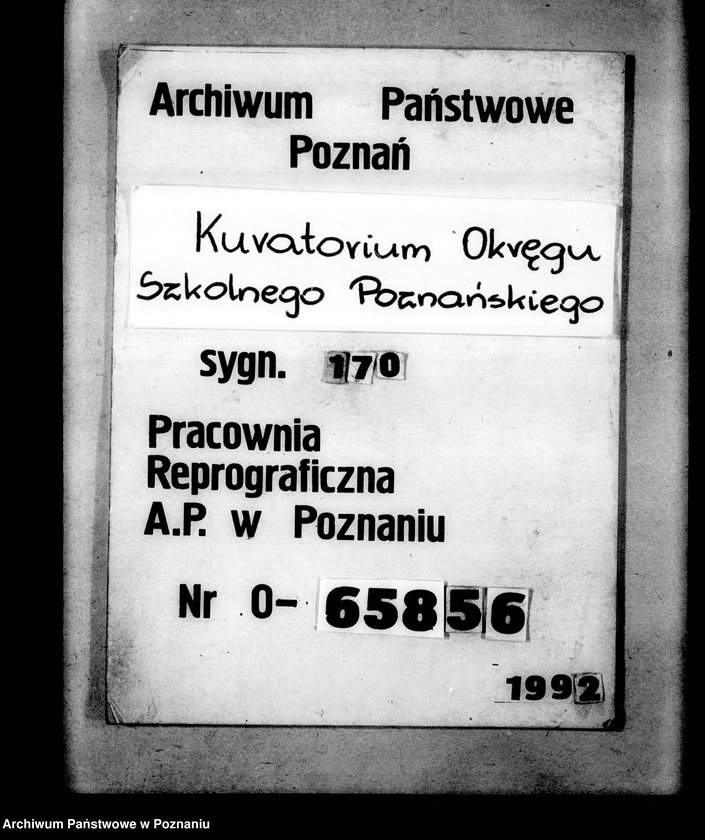 Archiwum Państwowe
Poznań
Kuratorium Okręgu
Szkolnego Poznańskiego
sygn. 170
Pracownia
Reprograficzna
A.P. w Poznaniu
Nr 0- 65856
1992
Archiwum Państwowe w Poznaniu